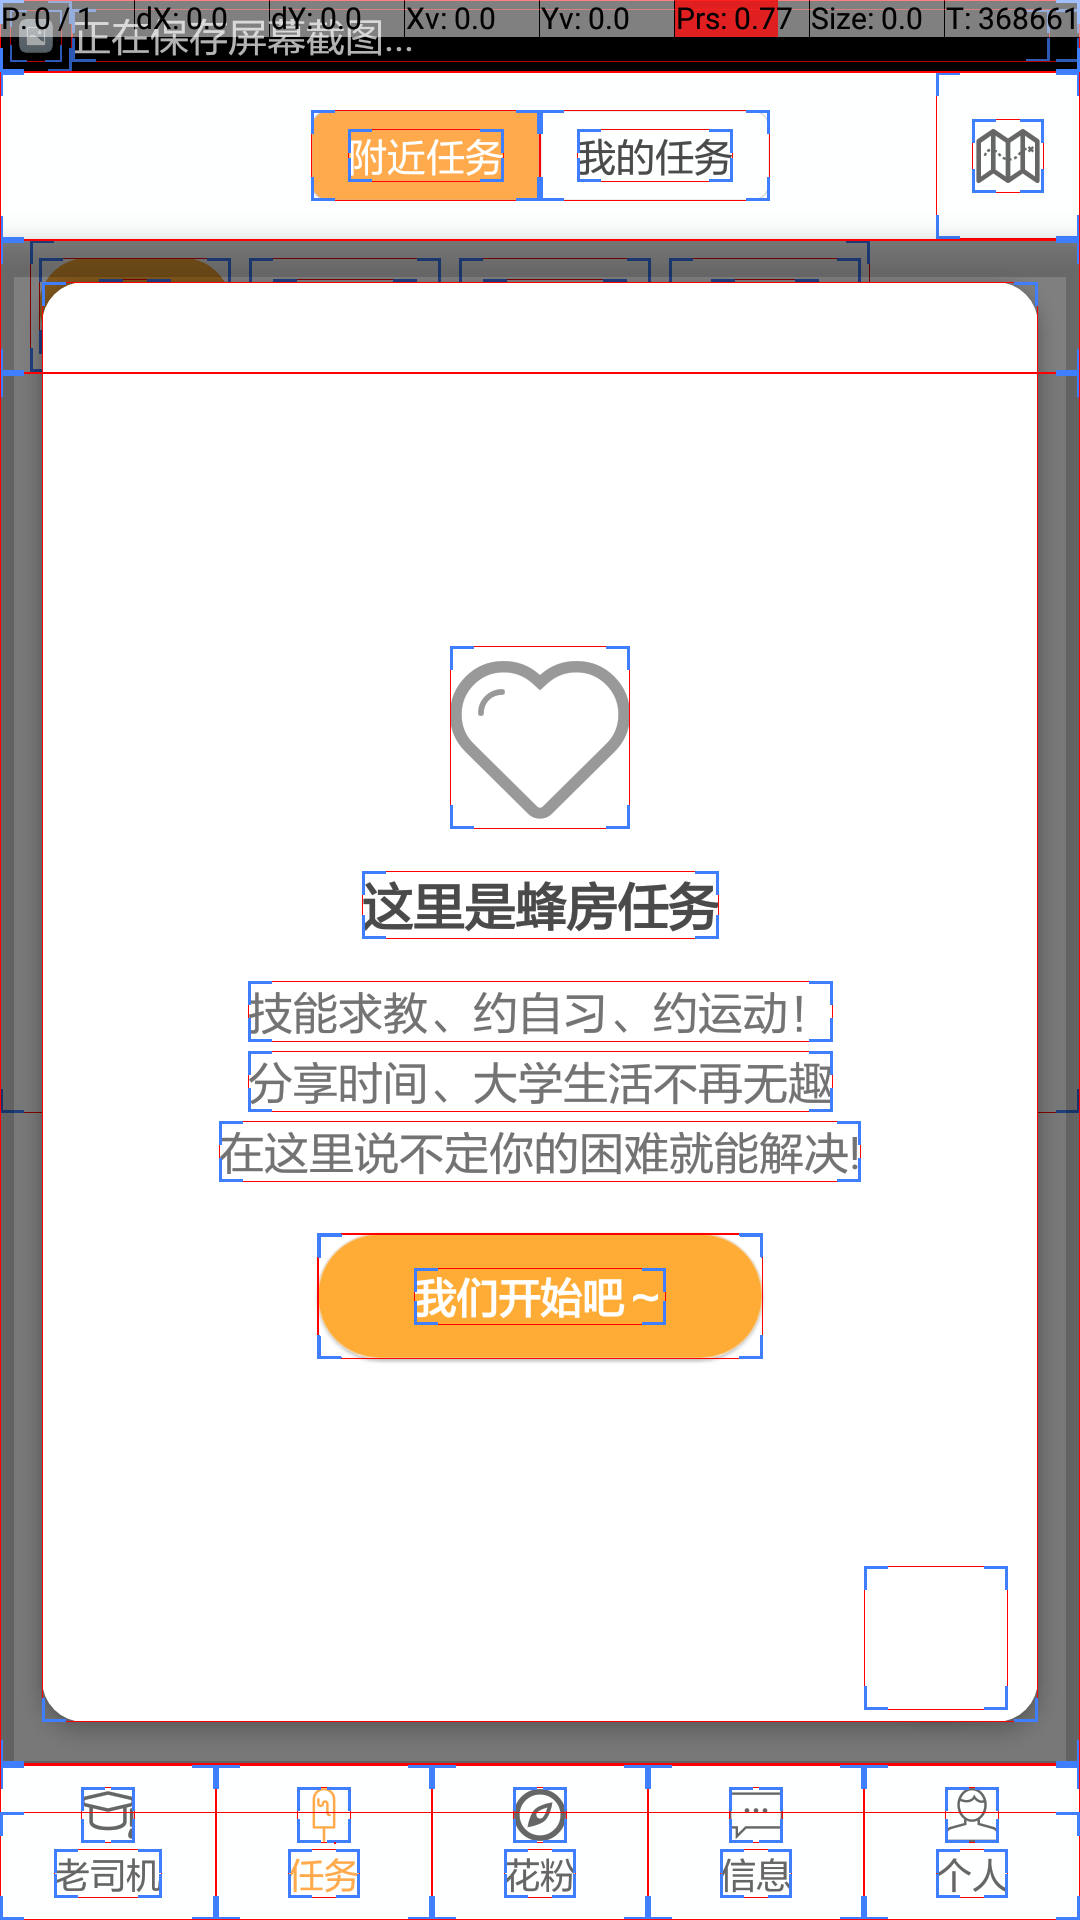 P: 0 / 1 dX: 0.0 dY: 0.0 Xv: 0.0 Yv: 0.0 Prs: 0.77 Size: 0.0 T: 368661
正在保存屏幕截图...
附近任务 我的任务
这里是蜂房任务
技能求教、约自习、约运动！
分享时间、大学生活不再无趣
在这里说不定你的困难就能解决!
我们开始吧 ~
老司机 任务 花粉 信息 个人